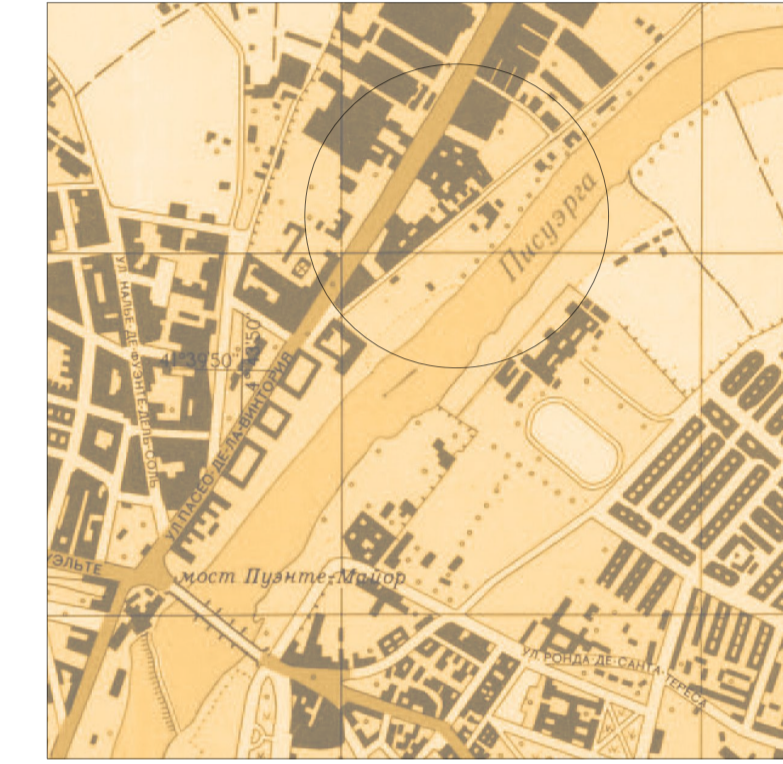 Писуэрга
УЛ НАЛЬЕ-ДЕ-ФУЭНТЕ-ДЕЛЬ-СОЛЬ
41°39'50"
УЛ.ПАСЕО-ДЕ-ЛА-ВИНТОРИЯ
УЭЛЬТЕ
мост Пуэнте-Майор
УЛ.РОНДА-ДЕ-САНТА-ТЕРЕСА